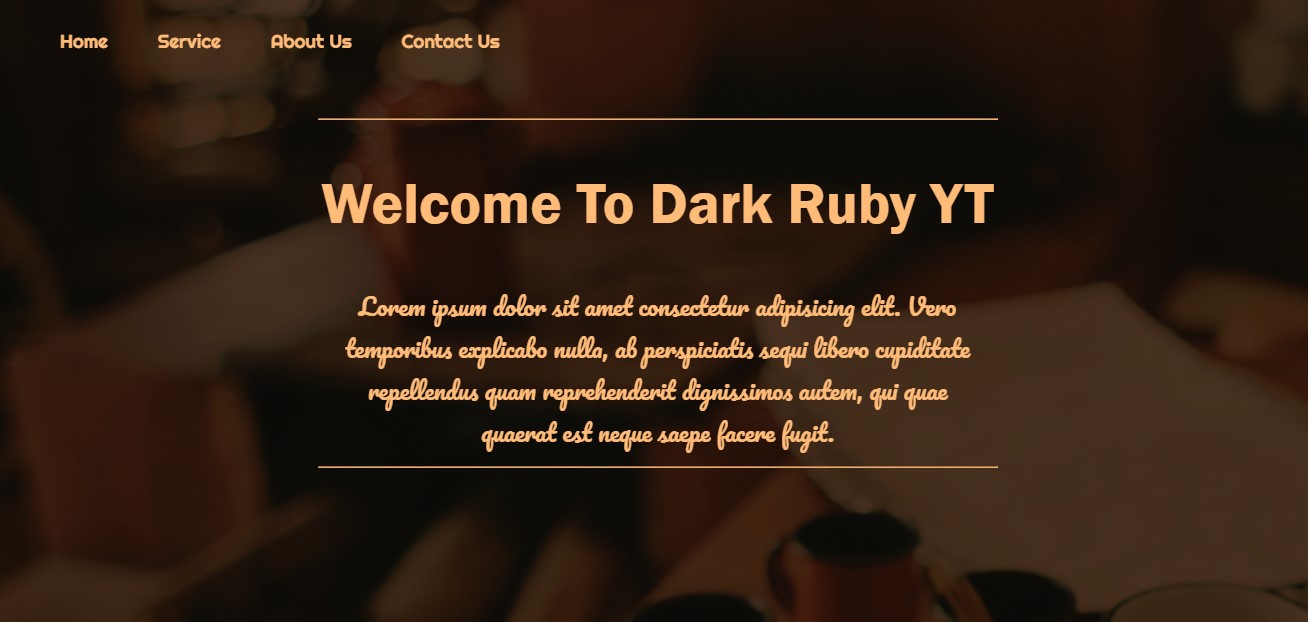 Home Service About Us Contact Us
Welcome To Dark Ruby YT
Lorem ipsum dolor sit amet consectetur adipisicing elit. Vero
temporibus explicabo nulla, ab perspiciatis sequi libero cupiditate
repellendus quam reprehenderit dignissimos autem, qui quae
quaerat est neque saepe facere fugit.